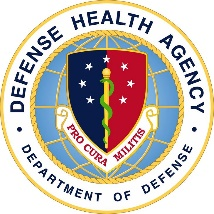 DEFENSE HEALTH AGENCY
PRO CURA MILITIS
DEPARTMENT OF DEFENSE